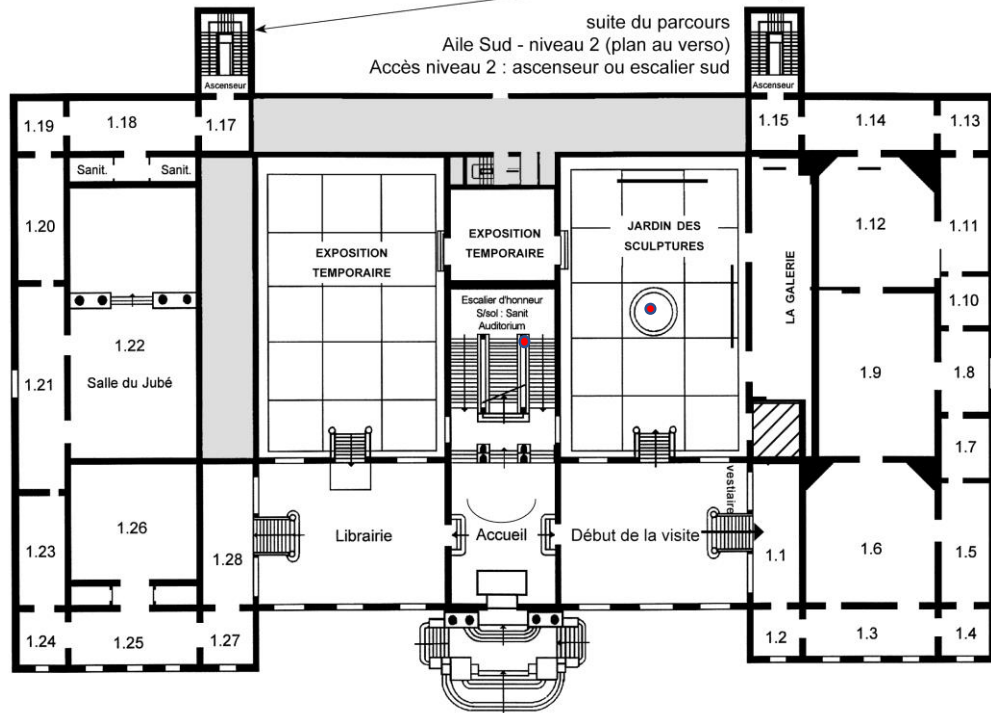 suite du parcours
Aile Sud - niveau 2 (plan au verso)
Accès niveau 2 : ascenseur ou escalier sud
Ascenseur
Ascenseur
1.19
1.18
1.17
1.15
1.14
1.13
Sanit.
Sanit.
1.20
EXPOSITION
TEMPORAIRE
EXPOSITION
TEMPORAIRE
JARDIN DES
SCULPTURES
LA GALERIE
1.12
1.11
1.10
Escalier d'honneur
S/sol : Sanit
Auditorium
1.22
Salle du Jubé
1.21
1.9
1.8
1.7
vestiaire
1.26
1.23
1.28
Librairie
Accueil
Début de la visite
1.1
1.6
1.5
1.24
1.25
1.27
1.2
1.3
1.4